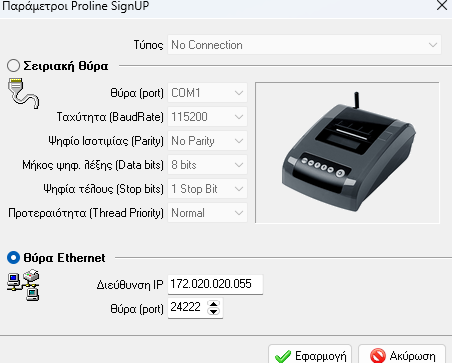 Παράμετροι Proline SignUP
Τύπος No Connection
Σειριακή θύρα
Θύρα (port) COM1
Ταχύτητα (BaudRate) 115200
Ψηφίο Ισοτιμίας (Parity) No Parity
Μήκος ψηφ. λέξης (Data bits) 8 bits
Ψηφία τέλους (Stop bits) 1 Stop Bit
Προτεραιότητα (Thread Priority) Normal
Θύρα Ethernet
Διεύθυνση IP 172.020.020.055
Θύρα (port) 24222
Εφαρμογή Ακύρωση